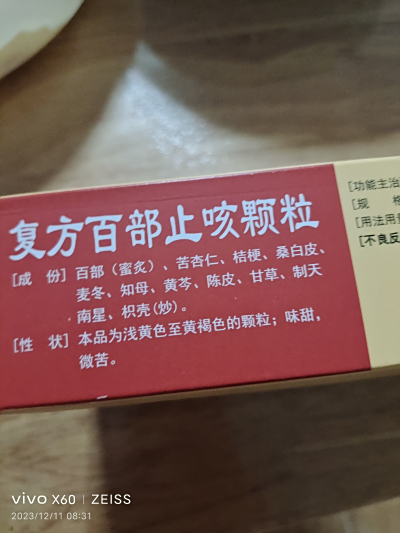 复方百部止咳颗粒
[成 份] 百部（蜜炙）、苦杏仁、桔梗、桑白皮、
麦冬、知母、黄芩、陈皮、甘草、制天
南星、枳壳(炒)。
[性 状] 本品为浅黄色至黄褐色的颗粒；味甜，
微苦。
[功能主治
[规 格
[用法用量
[不良反
vivo X60 | ZEISS
2023/12/11 08:31